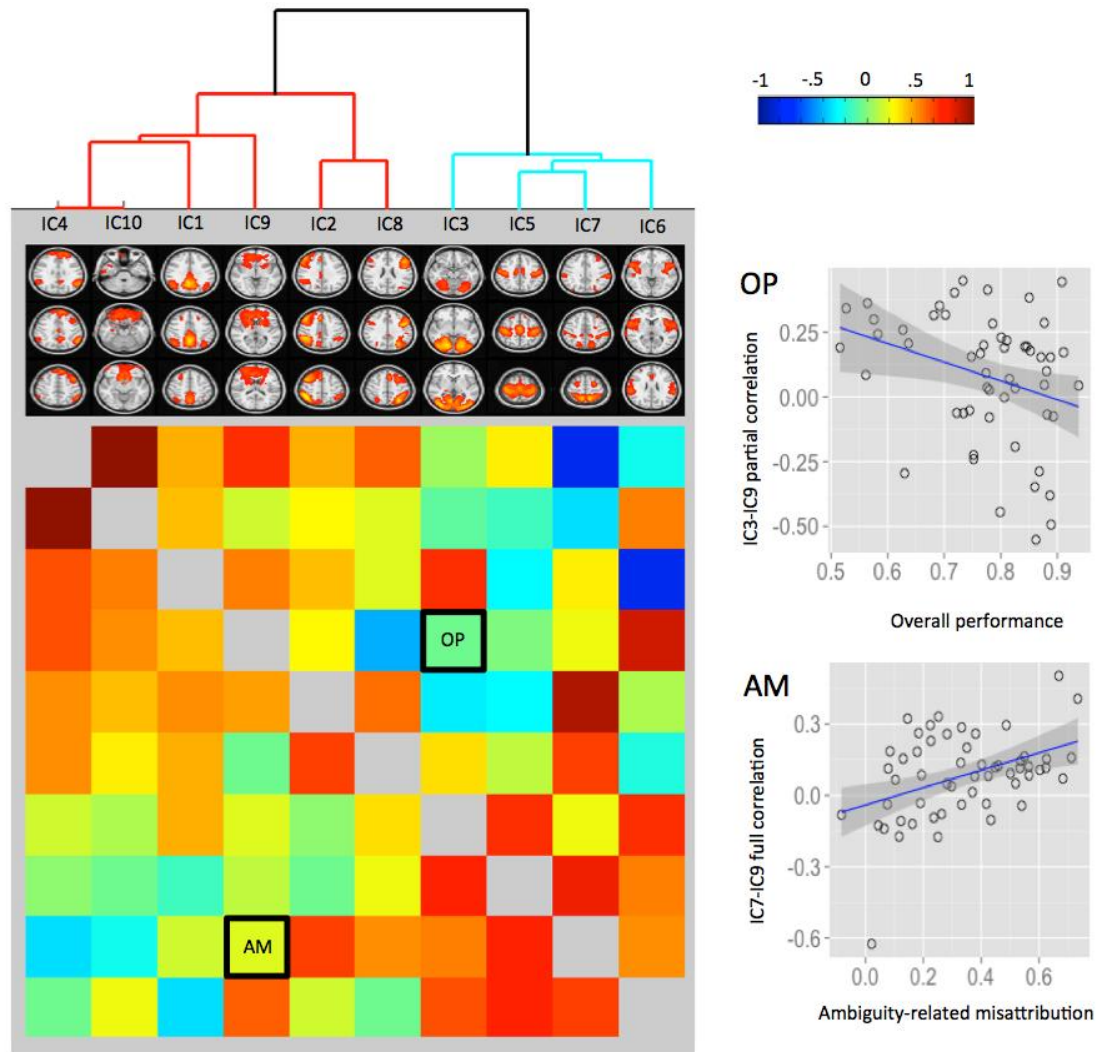 -1 -.5 0 .5 1
IC4 IC10 IC1 IC9 IC2 IC8 IC3 IC5 IC7 IC6
OP
AM
OP
IC3-IC9 partial correlation
0.25
0.00
-0.25
-0.50
0.5 0.6 0.7 0.8 0.9
Overall performance
AM
IC7-IC9 full correlation
0.3
0.0
-0.3
-0.6
0.0 0.2 0.4 0.6
Ambiguity-related misattribution